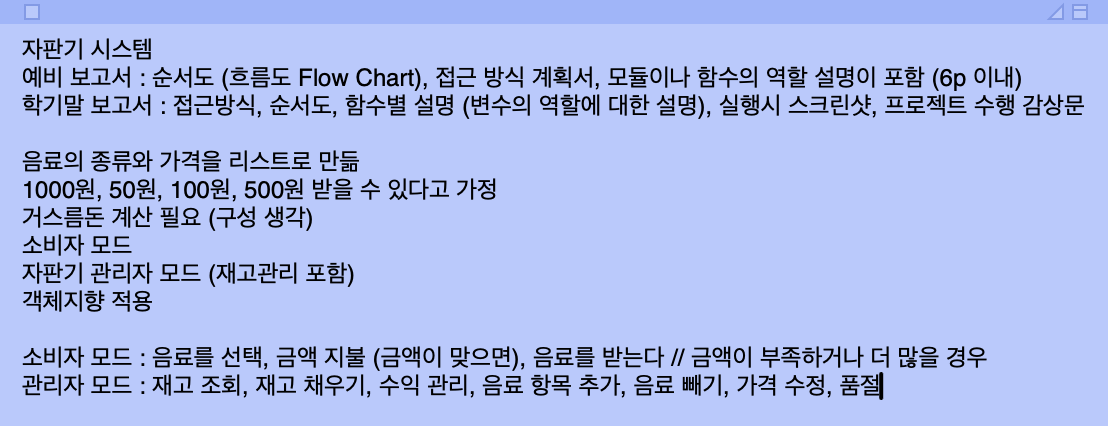 자판기 시스템
예비 보고서 : 순서도 (흐름도 Flow Chart), 접근 방식 계획서, 모듈이나 함수의 역할 설명이 포함 (6p 이내)
학기말 보고서 : 접근방식, 순서도, 함수별 설명 (변수의 역할에 대한 설명), 실행시 스크린샷, 프로젝트 수행 감상문
음료의 종류와 가격을 리스트로 만듦
1000원, 50원, 100원, 500원 받을 수 있다고 가정
거스름돈 계산 필요 (구성 생각)
소비자 모드
자판기 관리자 모드 (재고관리 포함)
객체지향 적용
소비자 모드 : 음료를 선택, 금액 지불 (금액이 맞으면), 음료를 받는다 // 금액이 부족하거나 더 많을 경우
관리자 모드 : 재고 조회, 재고 채우기, 수익 관리, 음료 항목 추가, 음료 빼기, 가격 수정, 품절